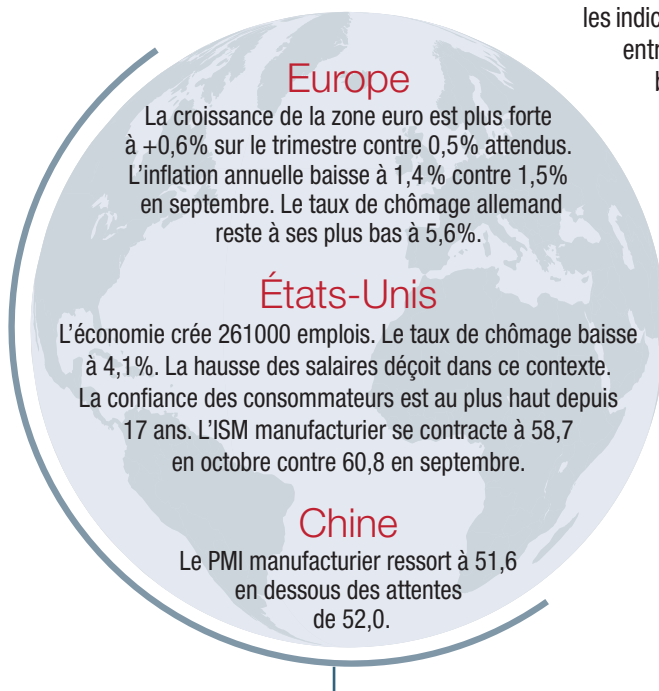 les indic
entr
Europe
La croissance de la zone euro est plus forte
à +0,6% sur le trimestre contre 0,5% attendus.
L’inflation annuelle baisse à 1,4% contre 1,5%
en septembre. Le taux de chômage allemand
reste à ses plus bas à 5,6%.
États-Unis
L’économie crée 261000 emplois. Le taux de chômage baisse
à 4,1%. La hausse des salaires déçoit dans ce contexte.
La confiance des consommateurs est au plus haut depuis
17 ans. L’ISM manufacturier se contracte à 58,7
en octobre contre 60,8 en septembre.
Chine
Le PMI manufacturier ressort à 51,6
en dessous des attentes
de 52,0.